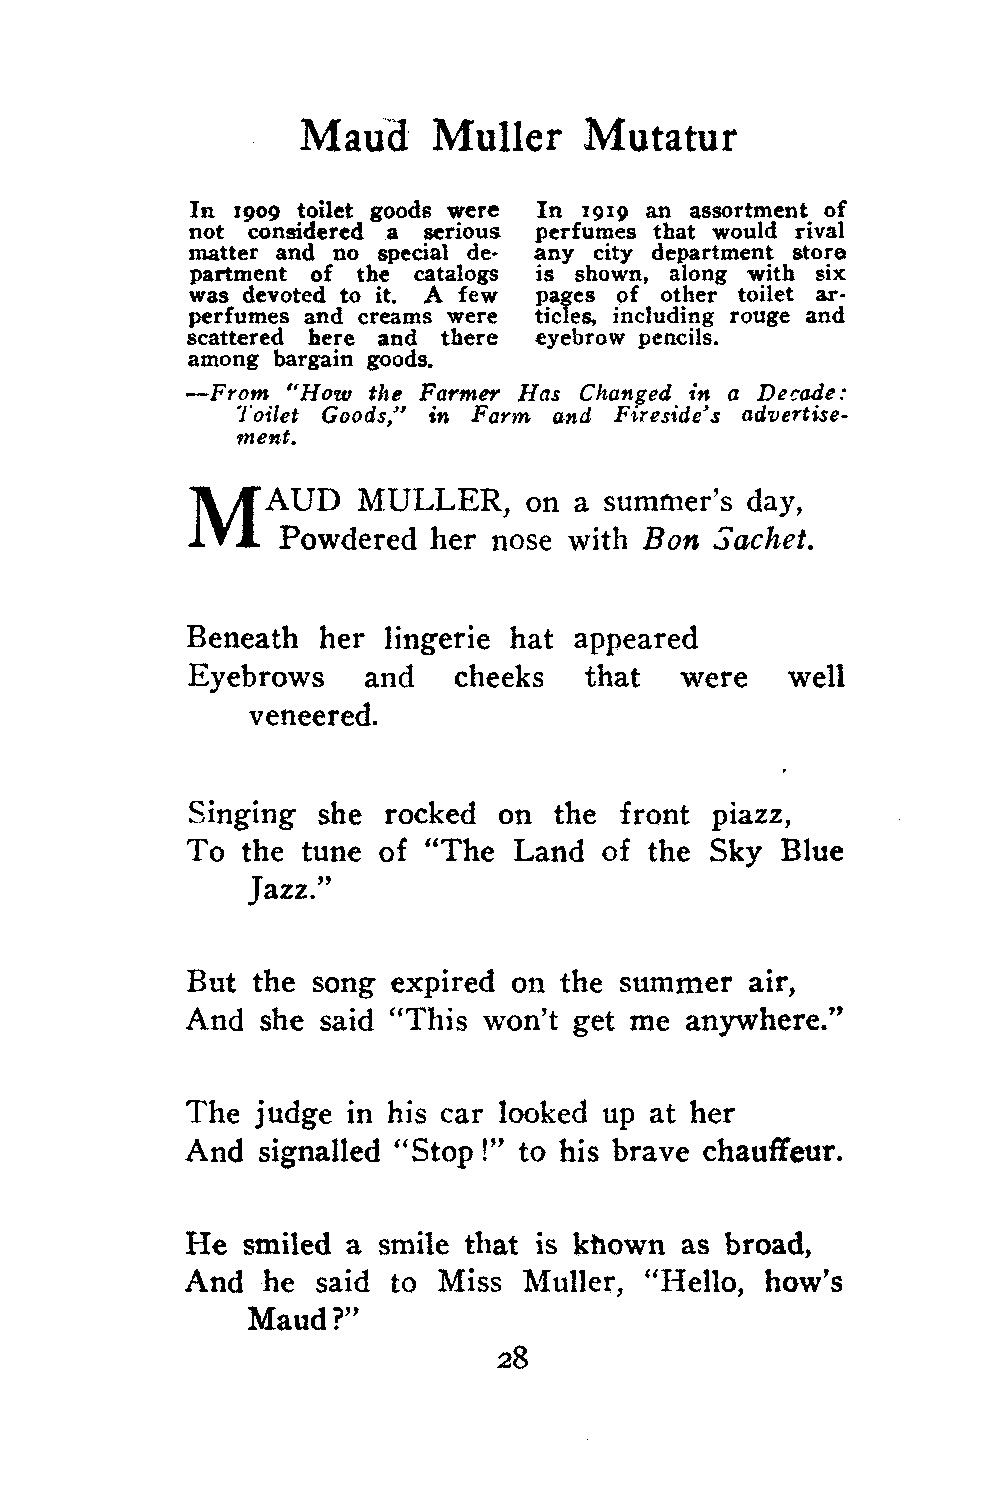 Maud Muller Mutatur
In 1909 toilet goods were
not considered a serious
matter and no special de-
partment of the catalogs
was devoted to it. A few
perfumes and creams were
scattered here and there
among bargain goods.
In 1919 an assortment of
perfumes that would rival
any city department store
is shown, along with six
pages of other toilet ar-
ticles, including rouge and
eyebrow pencils.
—From "How the Farmer Has Changed in a Decade:
Toilet Goods," in Farm and Fireside's advertise-
ment.
MAUD MULLER, on a summer's day,
Powdered her nose with Bon Sachet.
Beneath her lingerie hat appeared
Eyebrows and cheeks that were well
veneered.
Singing she rocked on the front piazz,
To the tune of "The Land of the Sky Blue
Jazz."
But the song expired on the summer air,
And she said "This won't get me anywhere."
The judge in his car looked up at her
And signalled "Stop!" to his brave chauffeur.
He smiled a smile that is known as broad,
And he said to Miss Muller, "Hello, how's
Maud?"
28